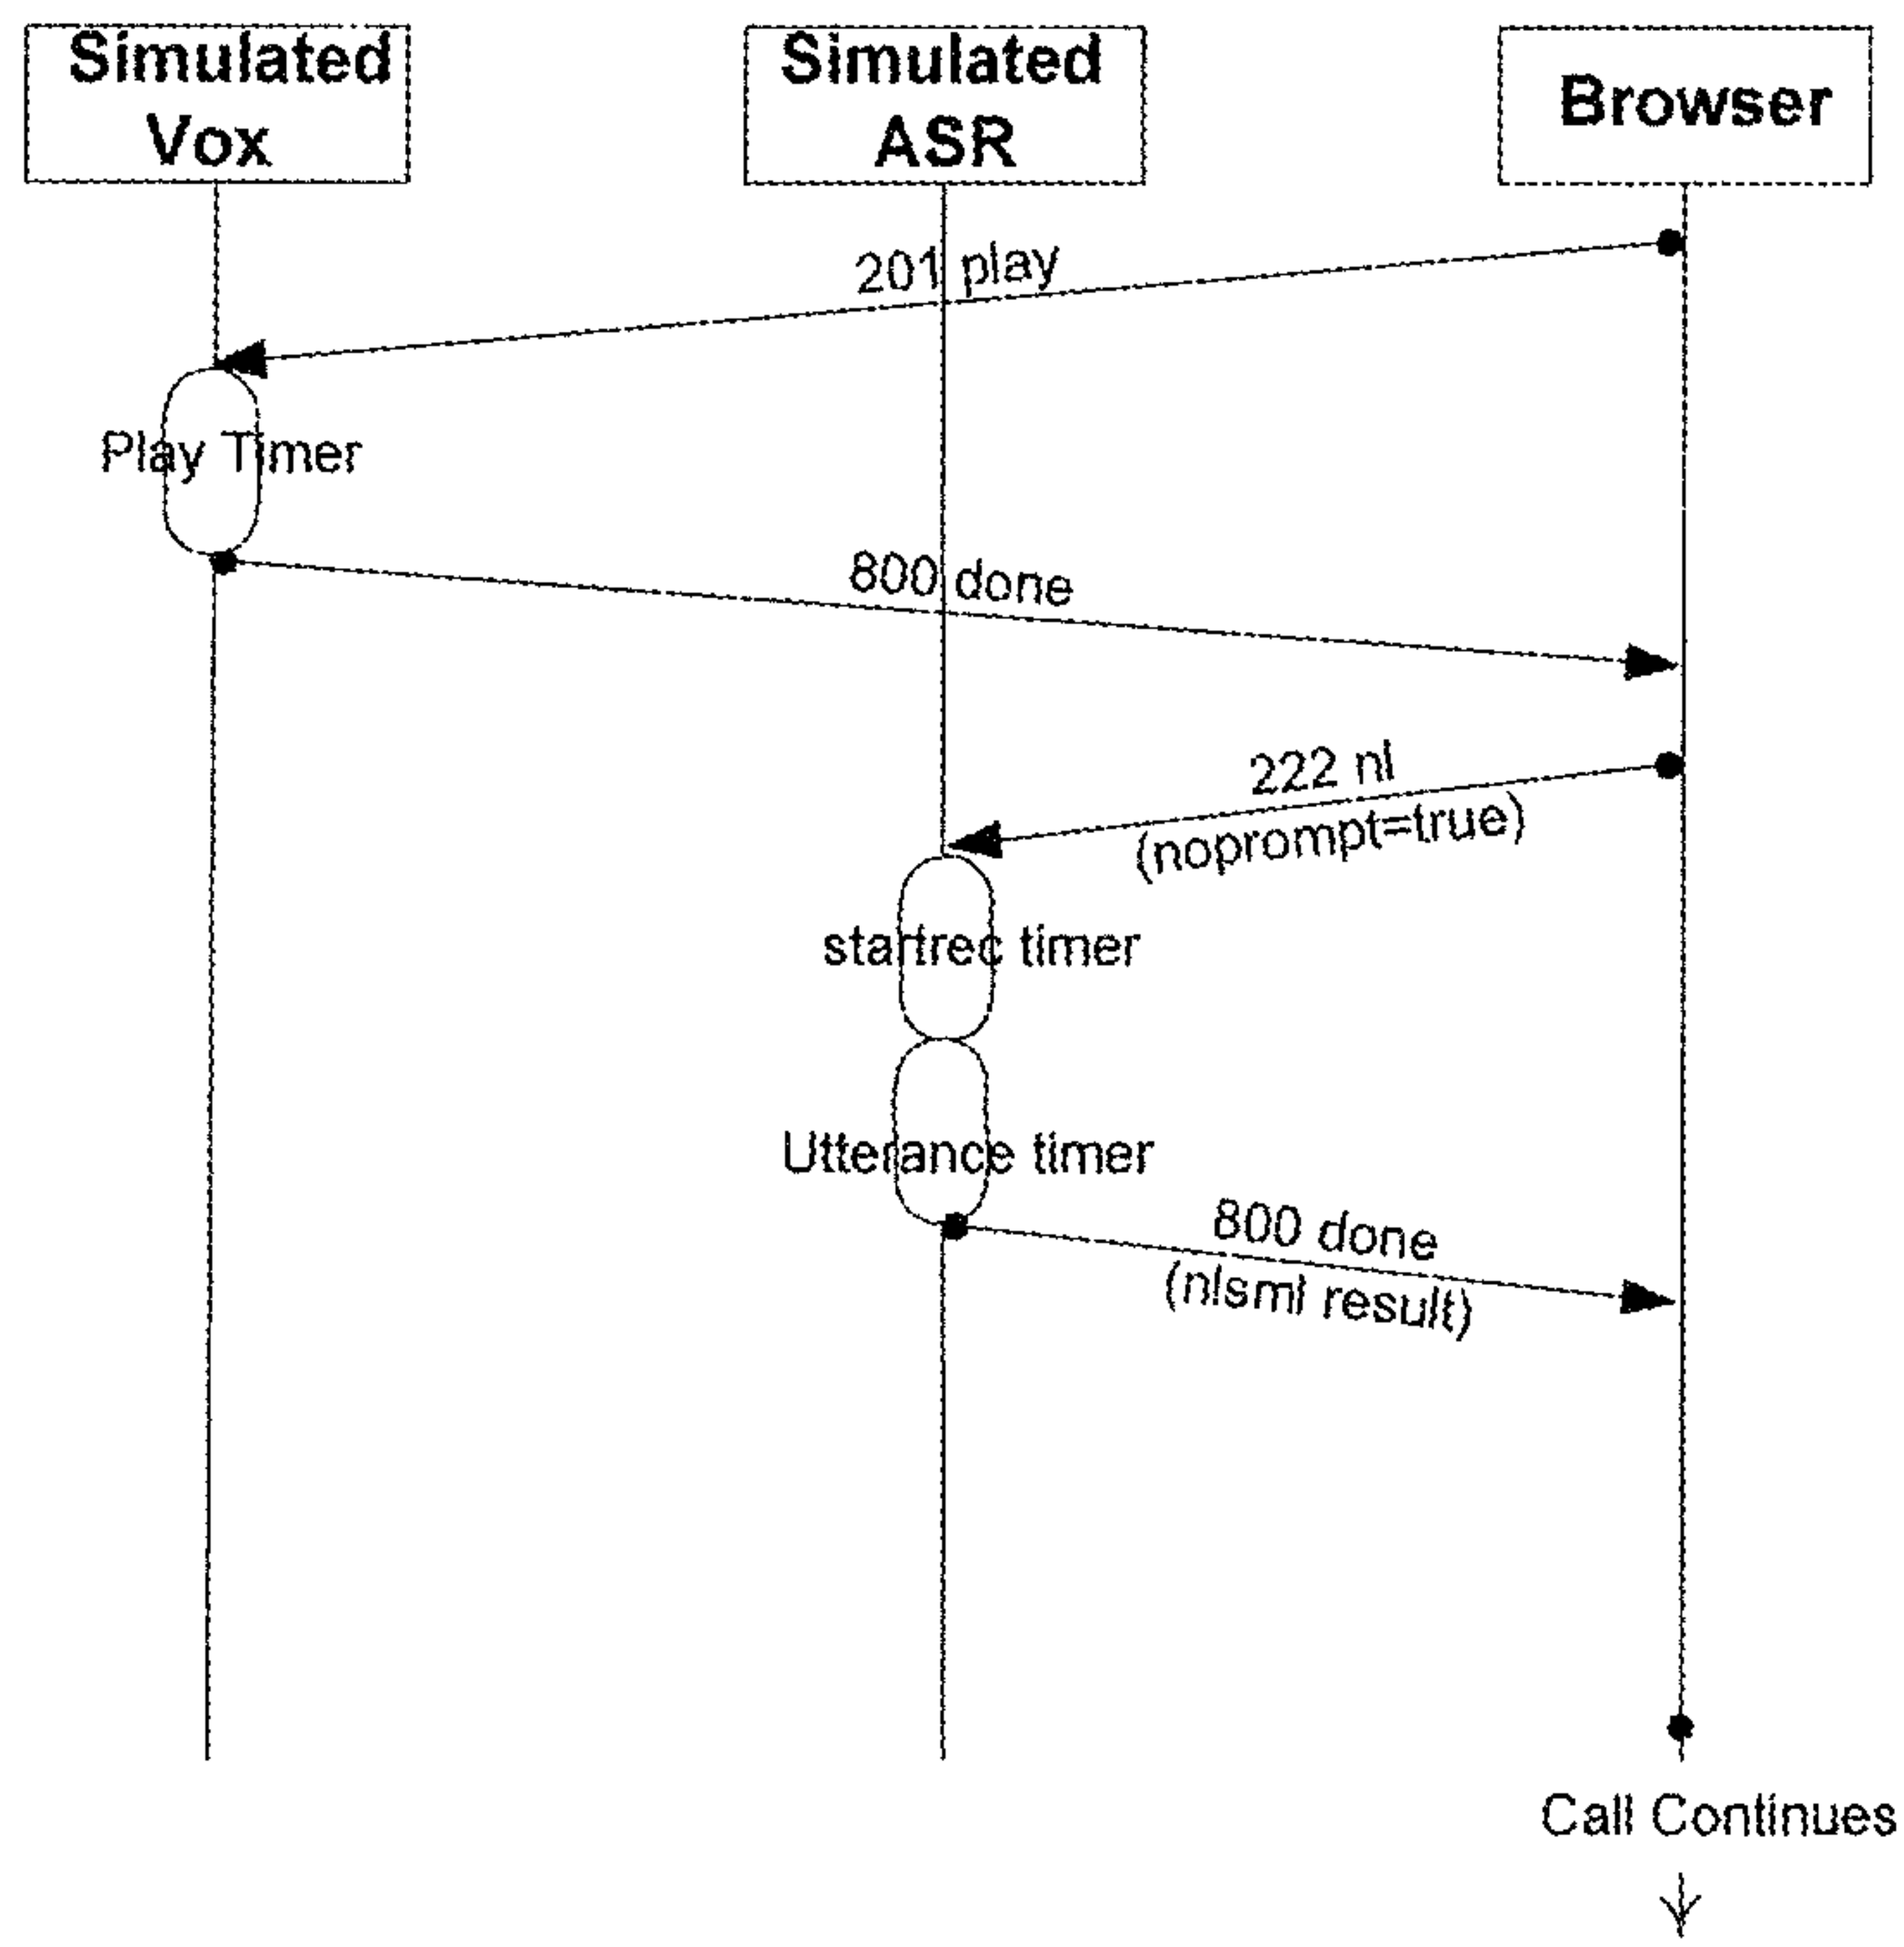 Simulated
Vox
Simulated
ASR
Browser
201 play
Play Timer
800 done
222 nl
(noprompt=true)
startrec timer
Utterance timer
800 done
(nlsml result)
Call Continues